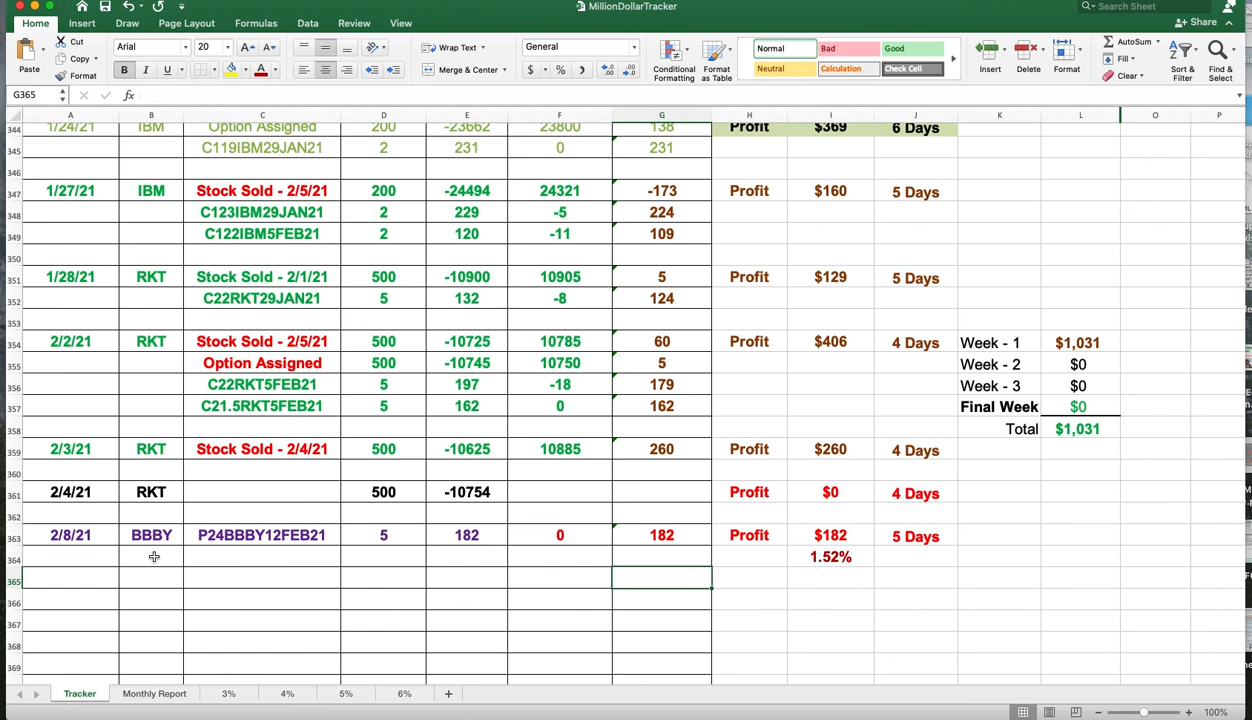 MillionDollarTracker
Search Sheet
Home Insert Draw Page Layout Formulas Data Review View
Share
Paste
Cut
Copy
Format
Arial 20
B I U
Wrap Text
Merge & Center
General
$ %
Conditional Formatting
Format as Table
Normal Bad Good
Neutral Calculation Check Cell
Insert Delete Format
AutoSum
Fill
Clear
Sort & Filter
Find & Select
G365 fx
A B C D E F G H I J K L O P
344 1/24/21 IBM Option Assigned 200 -23662 23800 138 Profit $369 6 Days
345 C119IBM29JAN21 2 231 0 231
346
347 1/27/21 IBM Stock Sold - 2/5/21 200 -24494 24321 -173 Profit $160 5 Days
348 C123IBM29JAN21 2 229 -5 224
349 C122IBM5FEB21 2 120 -11 109
350
351 1/28/21 RKT Stock Sold - 2/1/21 500 -10900 10905 5 Profit $129 5 Days
352 C22RKT29JAN21 5 132 -8 124
353
354 2/2/21 RKT Stock Sold - 2/5/21 500 -10725 10785 60 Profit $406 4 Days Week - 1 $1,031
355 Option Assigned 500 -10745 10750 5 Week - 2 $0
356 C22RKT5FEB21 5 197 -18 179 Week - 3 $0
357 C21.5RKT5FEB21 5 162 0 162 Final Week $0
358 Total $1,031
359 2/3/21 RKT Stock Sold - 2/4/21 500 -10625 10885 260 Profit $260 4 Days
360
361 2/4/21 RKT 500 -10754 Profit $0 4 Days
362
363 2/8/21 BBBY P24BBBY12FEB21 5 182 0 182 Profit $182 5 Days
364 1.52%
365
366
367
368
369
Tracker Monthly Report 3% 4% 5% 6% +
100%